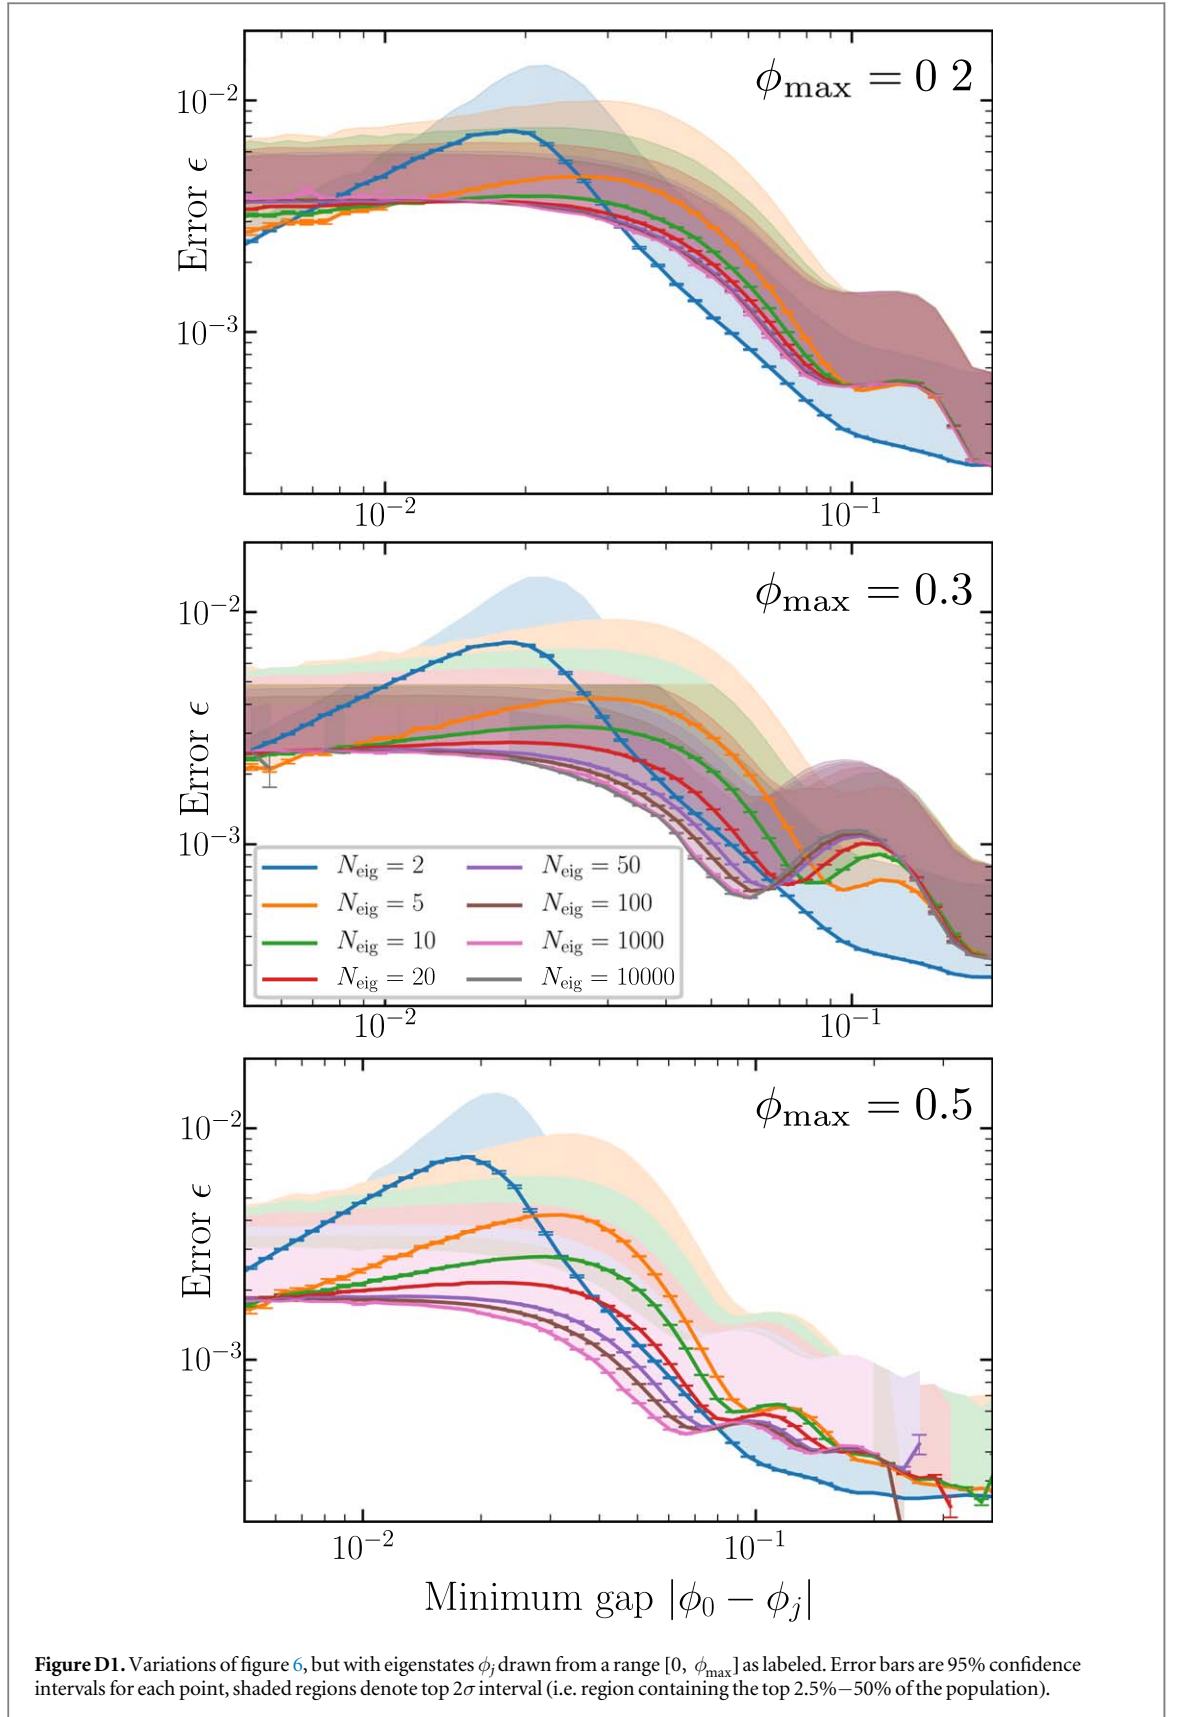 ϕmax = 0 2
10⁻²
Error ϵ
10⁻³
10⁻² 10⁻¹
ϕmax = 0.3
10⁻²
Error ϵ
10⁻³
Neig = 2 Neig = 50
Neig = 5 Neig = 100
Neig = 10 Neig = 1000
Neig = 20 Neig = 10000
10⁻² 10⁻¹
ϕmax = 0.5
10⁻²
Error ϵ
10⁻³
10⁻² 10⁻¹
Minimum gap |ϕ₀ − ϕⱼ|
Figure D1. Variations of figure 6, but with eigenstates ϕⱼ drawn from a range [0, ϕmax] as labeled. Error bars are 95% confidence
intervals for each point, shaded regions denote top 2σ interval (i.e. region containing the top 2.5%−50% of the population).